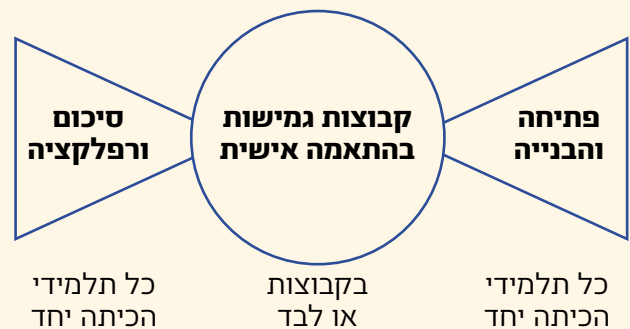 פתיחה
והבנייה
קבוצות גמישות
בהתאמה אישית
סיכום
ורפלקציה
כל תלמידי
הכיתה יחד
בקבוצות
או לבד
כל תלמידי
הכיתה יחד